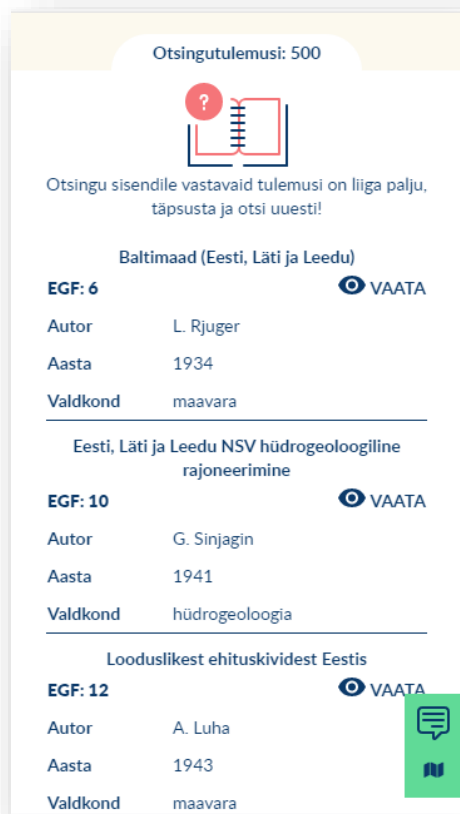 Otsingutulemusi: 500
?
Otsingu sisendile vastavaid tulemusi on liiga palju,
täpsusta ja otsi uuesti!
Baltimaad (Eesti, Läti ja Leedu)
EGF: 6 VAATA
Autor L. Rjuger
Aasta 1934
Valdkond maavara
Eesti, Läti ja Leedu NSV hüdrogeoloogiline
rajoneerimine
EGF: 10 VAATA
Autor G. Sinjagin
Aasta 1941
Valdkond hüdrogeoloogia
Looduslikest ehituskividest Eestis
EGF: 12 VAATA
Autor A. Luha
Aasta 1943
Valdkond maavara